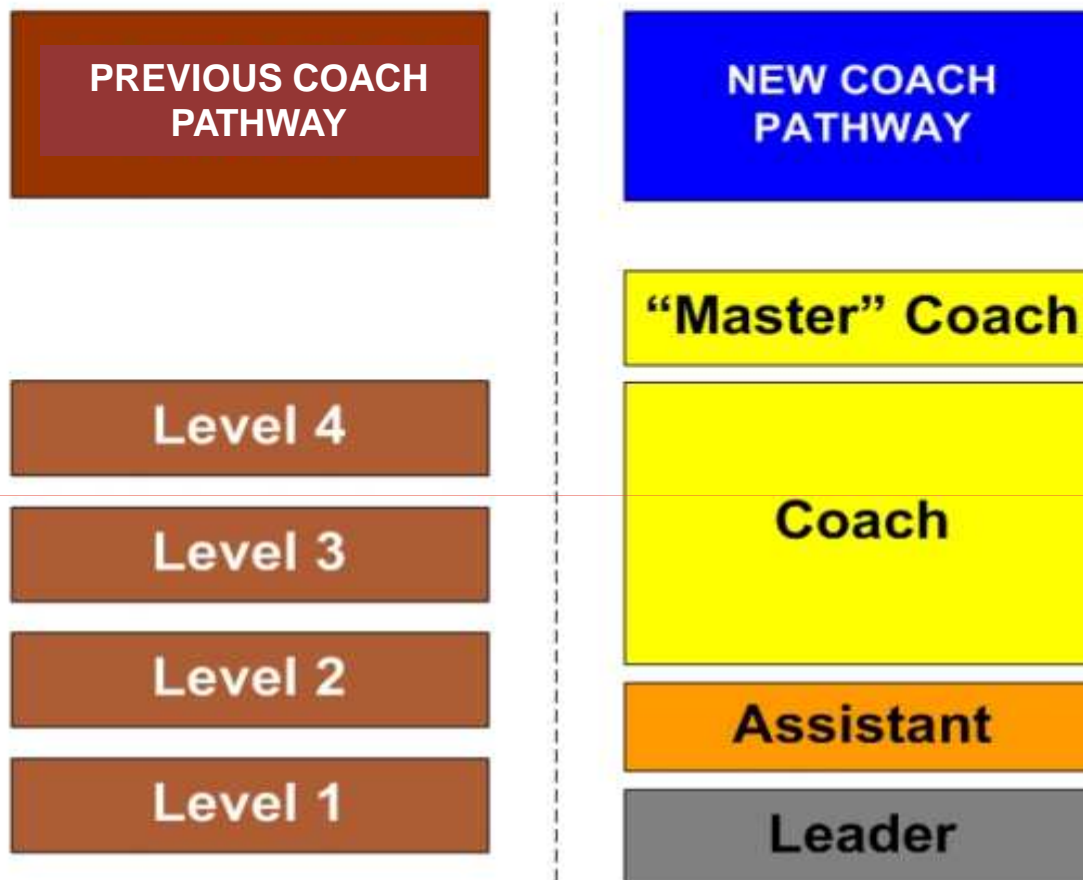 PREVIOUS COACH
PATHWAY
Level 4
Level 3
Level 2
Level 1
NEW COACH
PATHWAY
“Master” Coach
Coach
Assistant
Leader